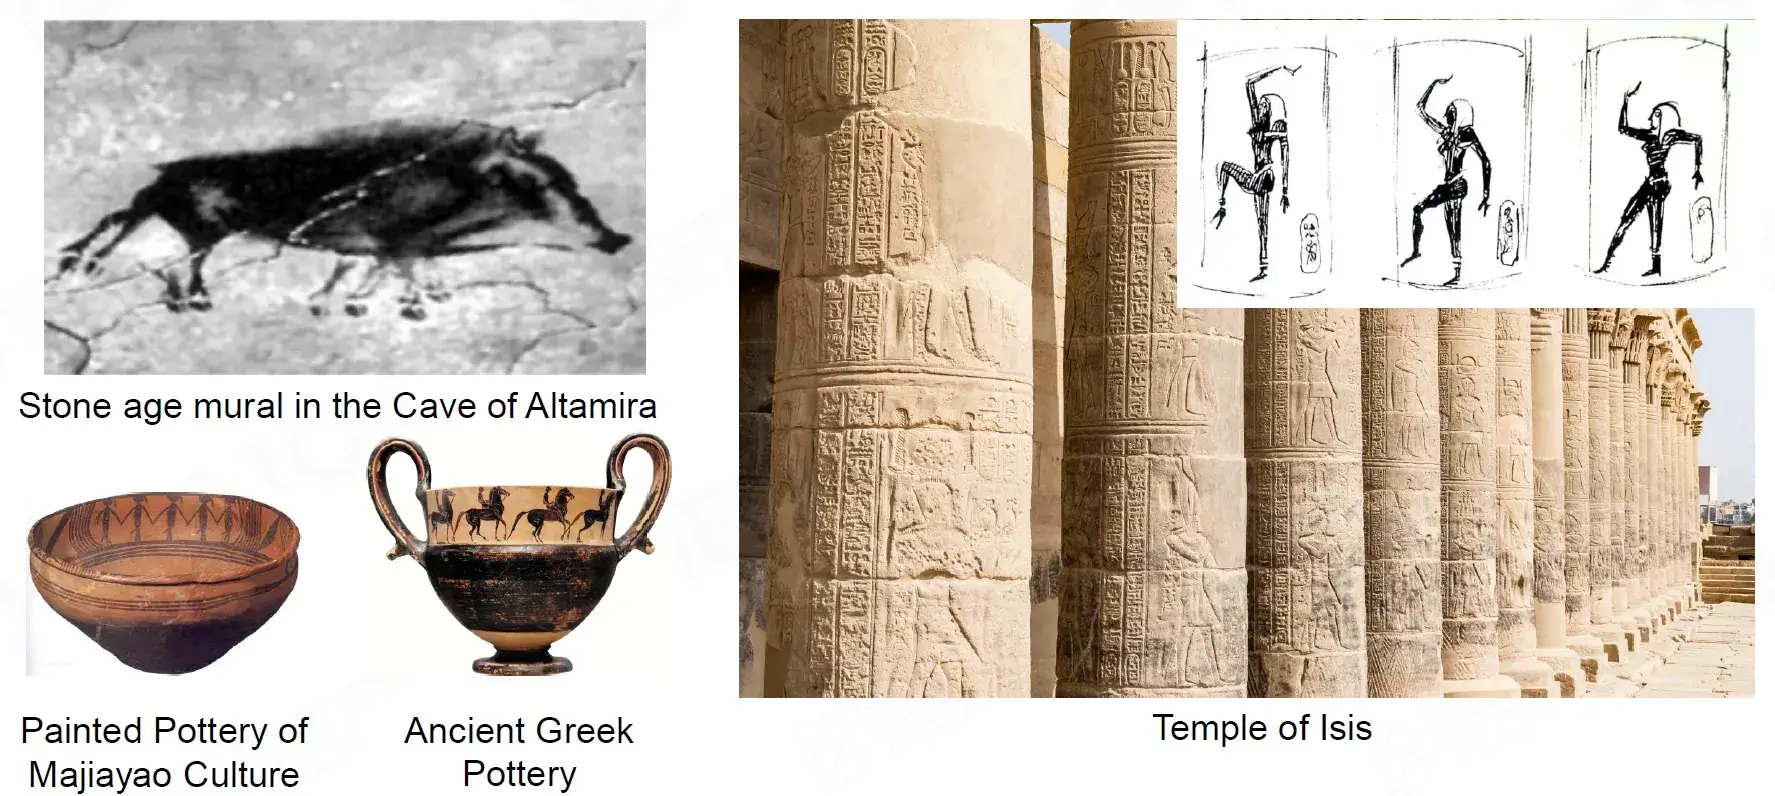 Stone age mural in the Cave of Altamira
Painted Pottery of
Majiayao Culture
Ancient Greek
Pottery
Temple of Isis